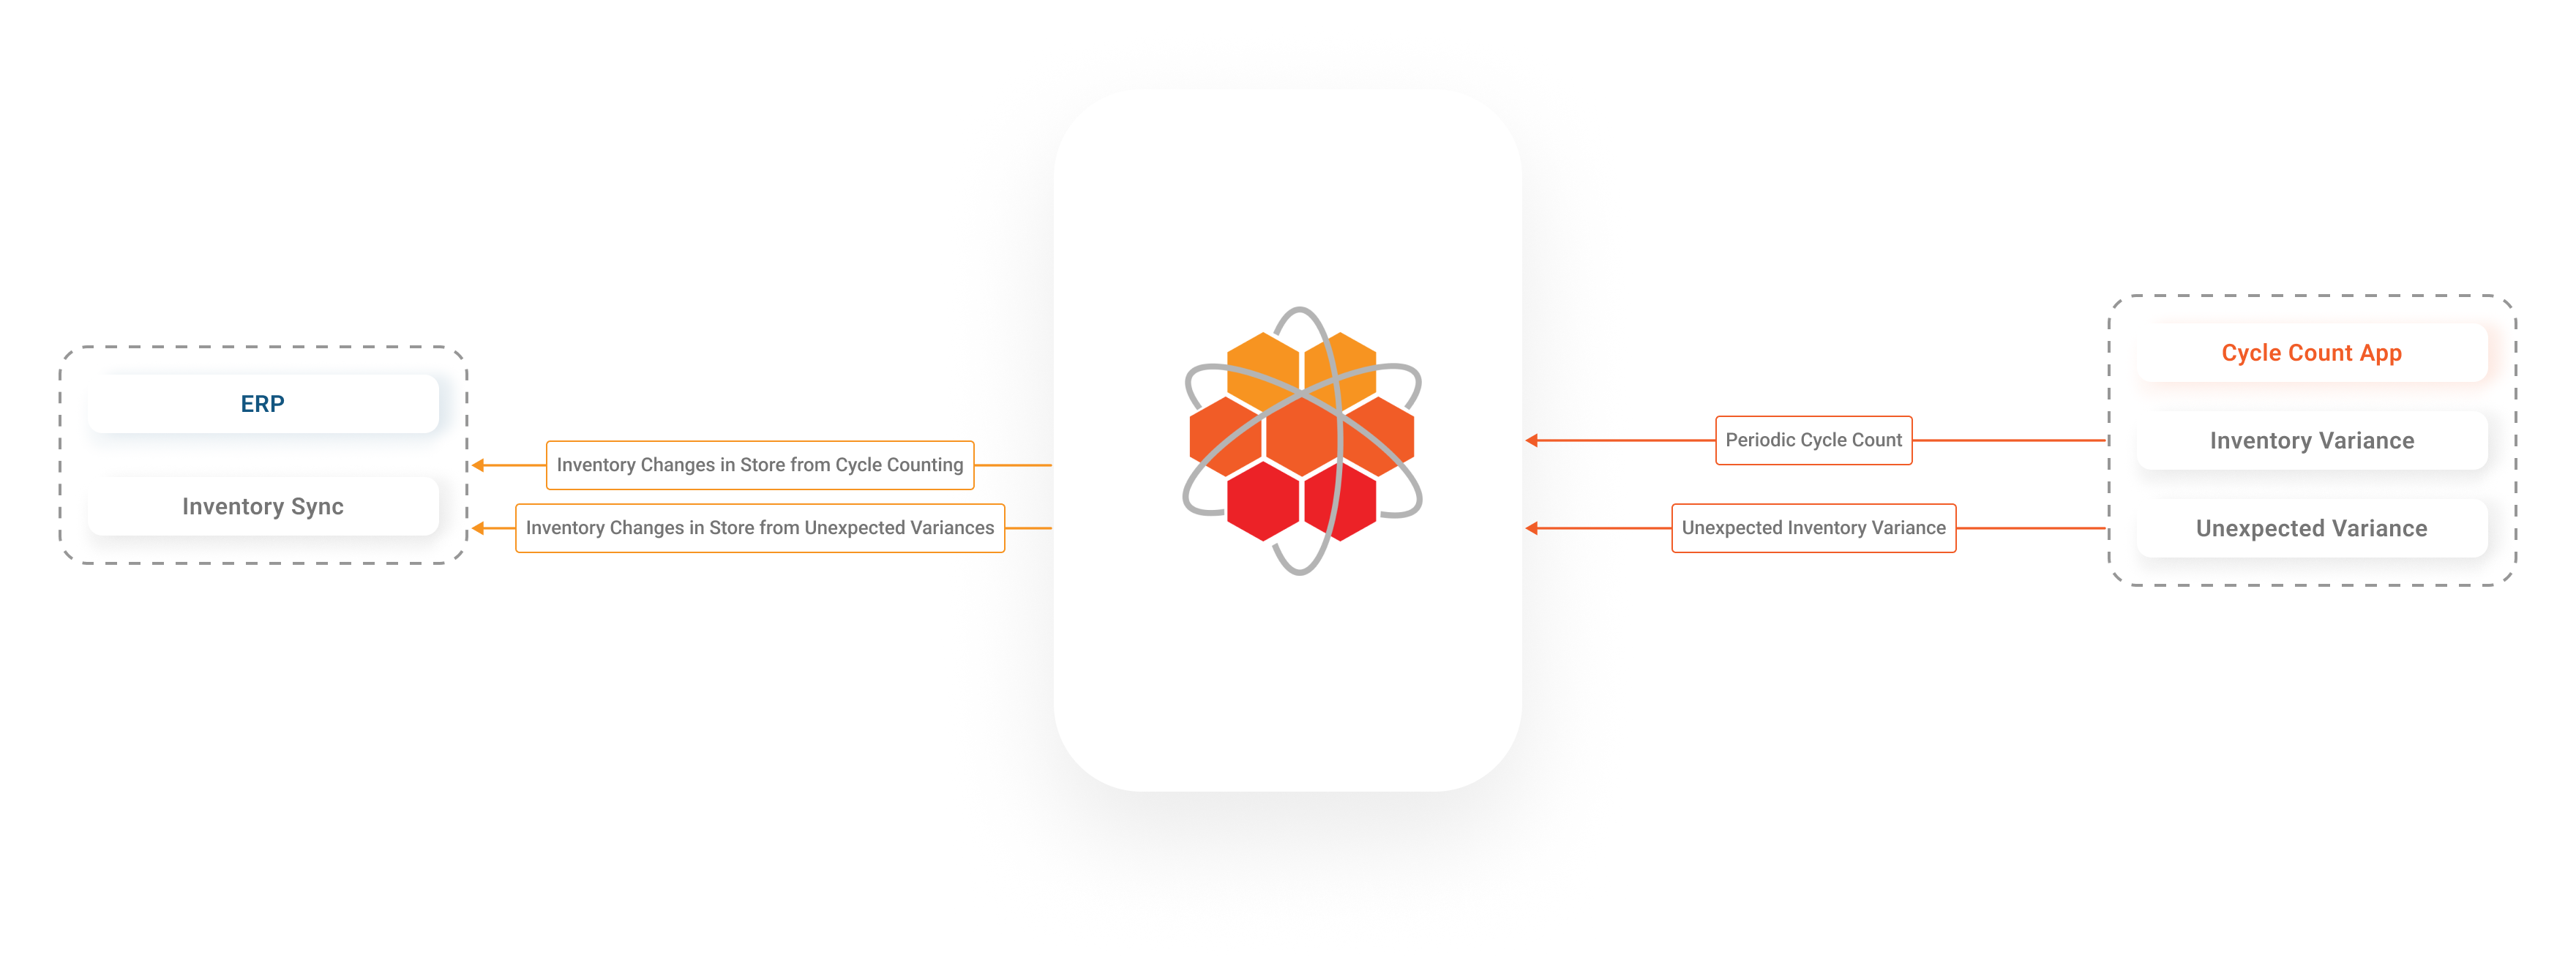 ERP
Inventory Sync
Inventory Changes in Store from Cycle Counting
Inventory Changes in Store from Unexpected Variances
Periodic Cycle Count
Unexpected Inventory Variance
Cycle Count App
Inventory Variance
Unexpected Variance